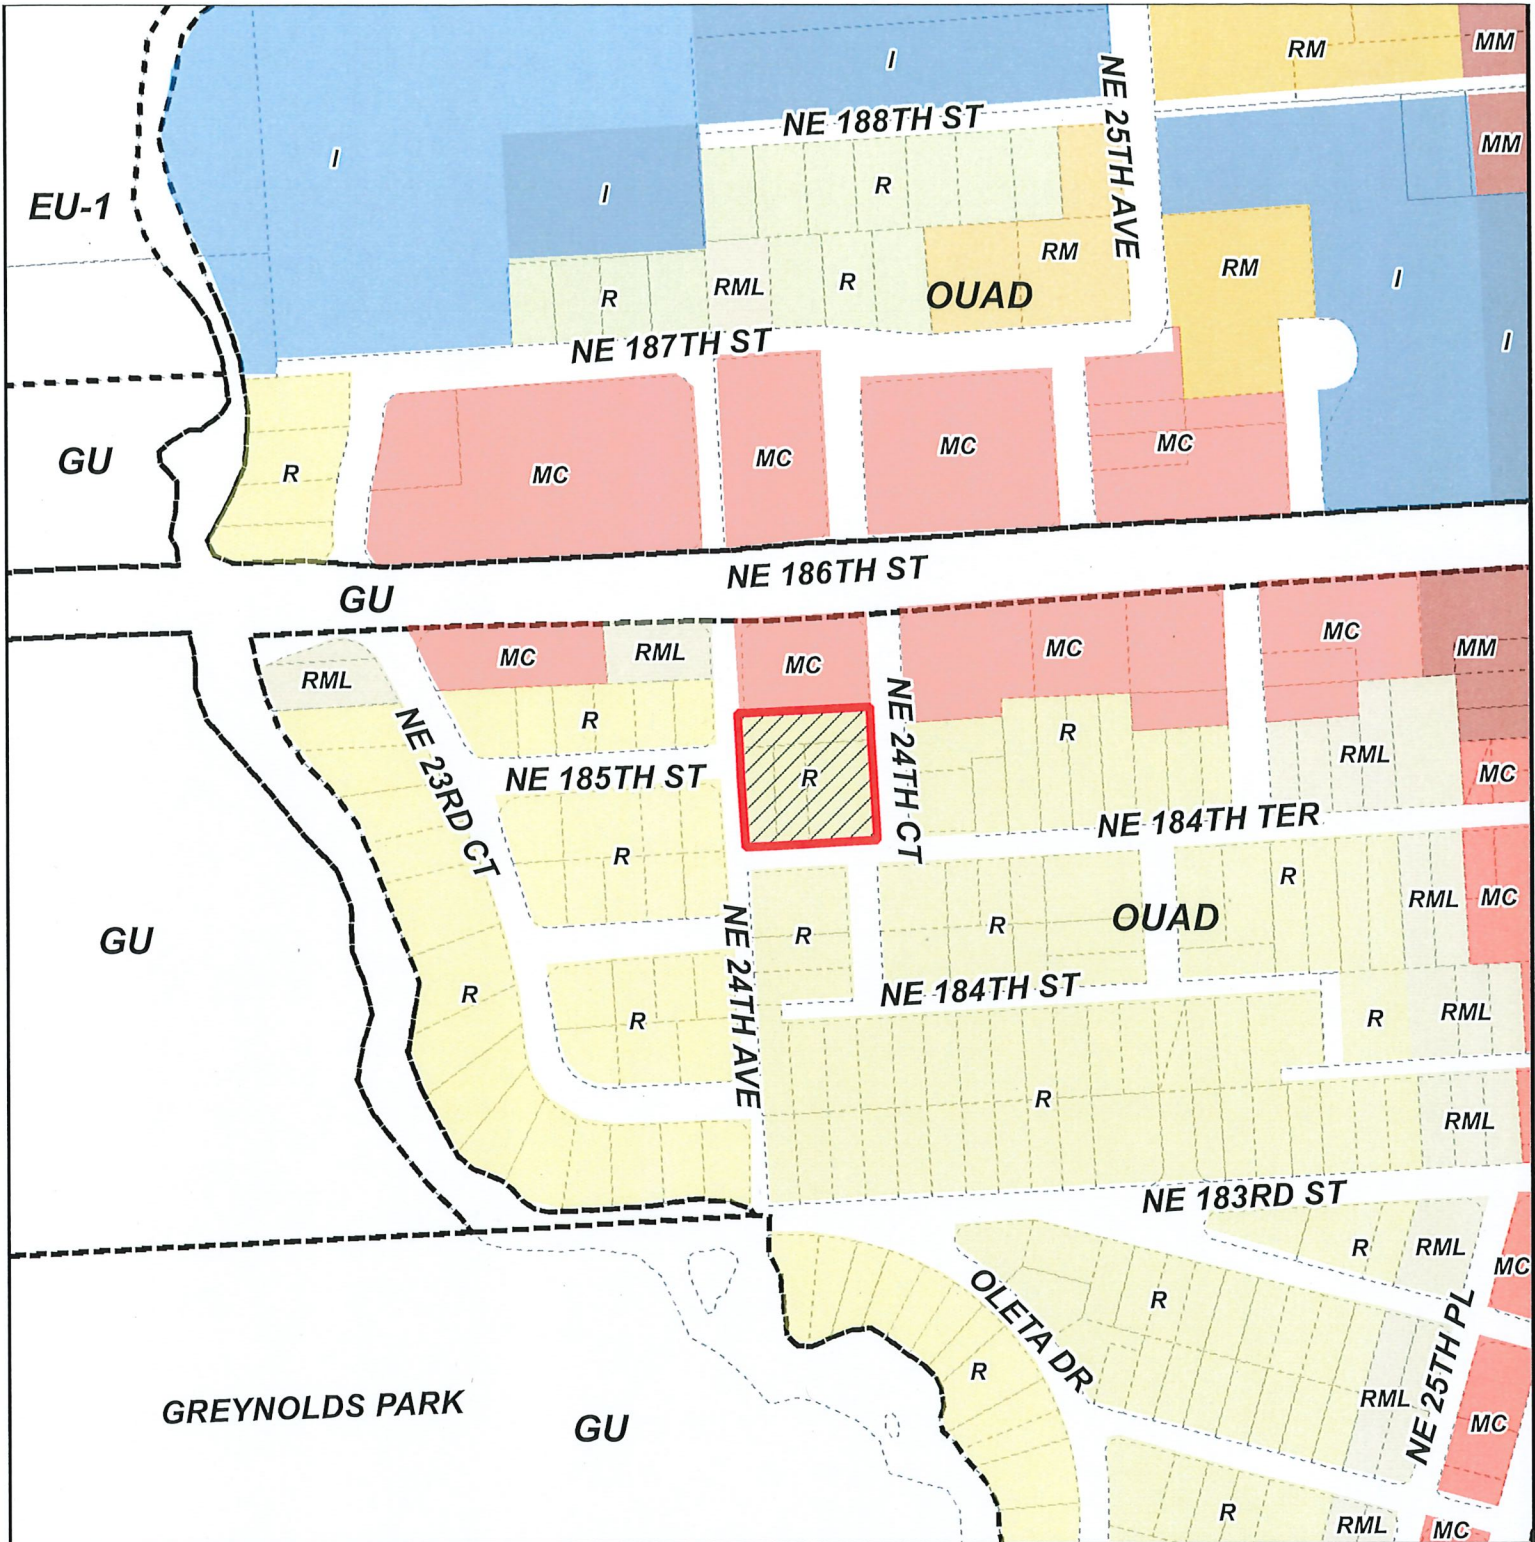 RM
MM
I
NE 25TH AVE
NE 188TH ST
MM
I
I
R
EU-1
RM
RM
I
OUAD
R
RML
R
I
NE 187TH ST
MC
MC
MC
MC
GU
R
NE 186TH ST
GU
MC
MC
RML
MC
MC
MM
RML
R
NE 24TH CT
R
RML
MC
NE 23RD CT
NE 185TH ST
R
NE 184TH TER
R
R
RML
MC
OUAD
R
R
GU
NE 24TH AVE
NE 184TH ST
R
R
R
RML
R
RML
NE 183RD ST
R
RML
MC
R
OLETA DR
NE 25TH PL
R
RML
GREYNOLDS PARK
GU
MC
R
RML
MC